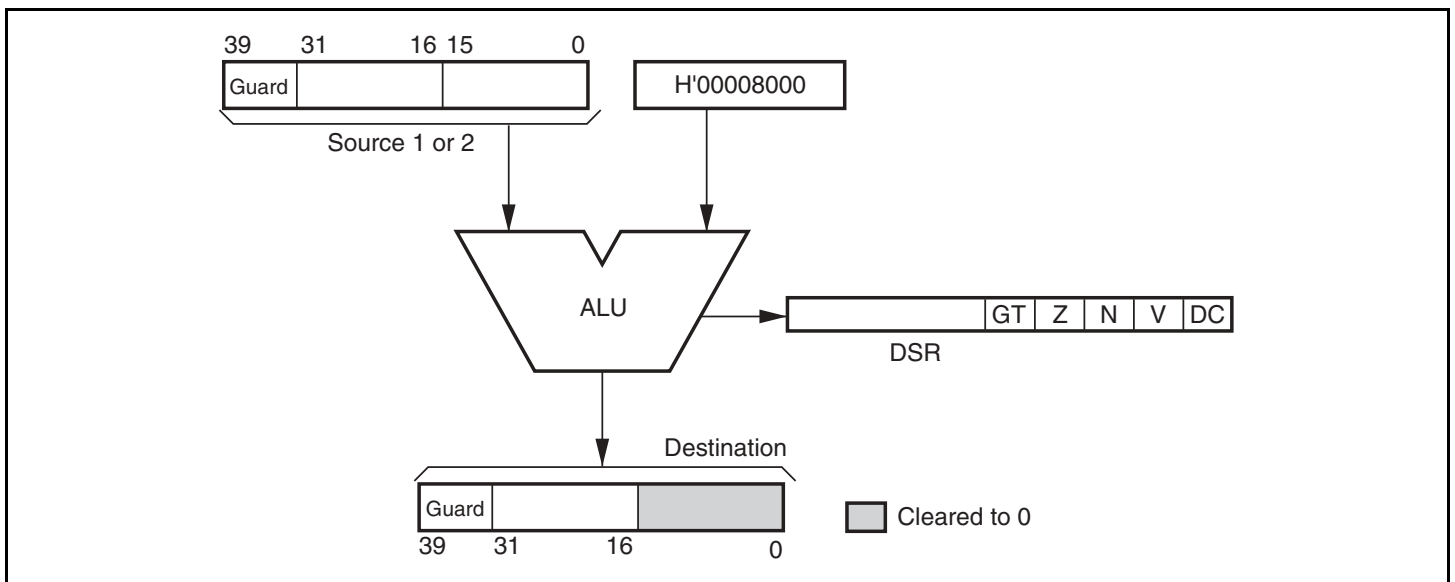 39 31 16 15 0
Guard
H'00008000
Source 1 or 2
ALU
GT Z N V DC
DSR
Destination
Guard
Cleared to 0
39 31 16 0